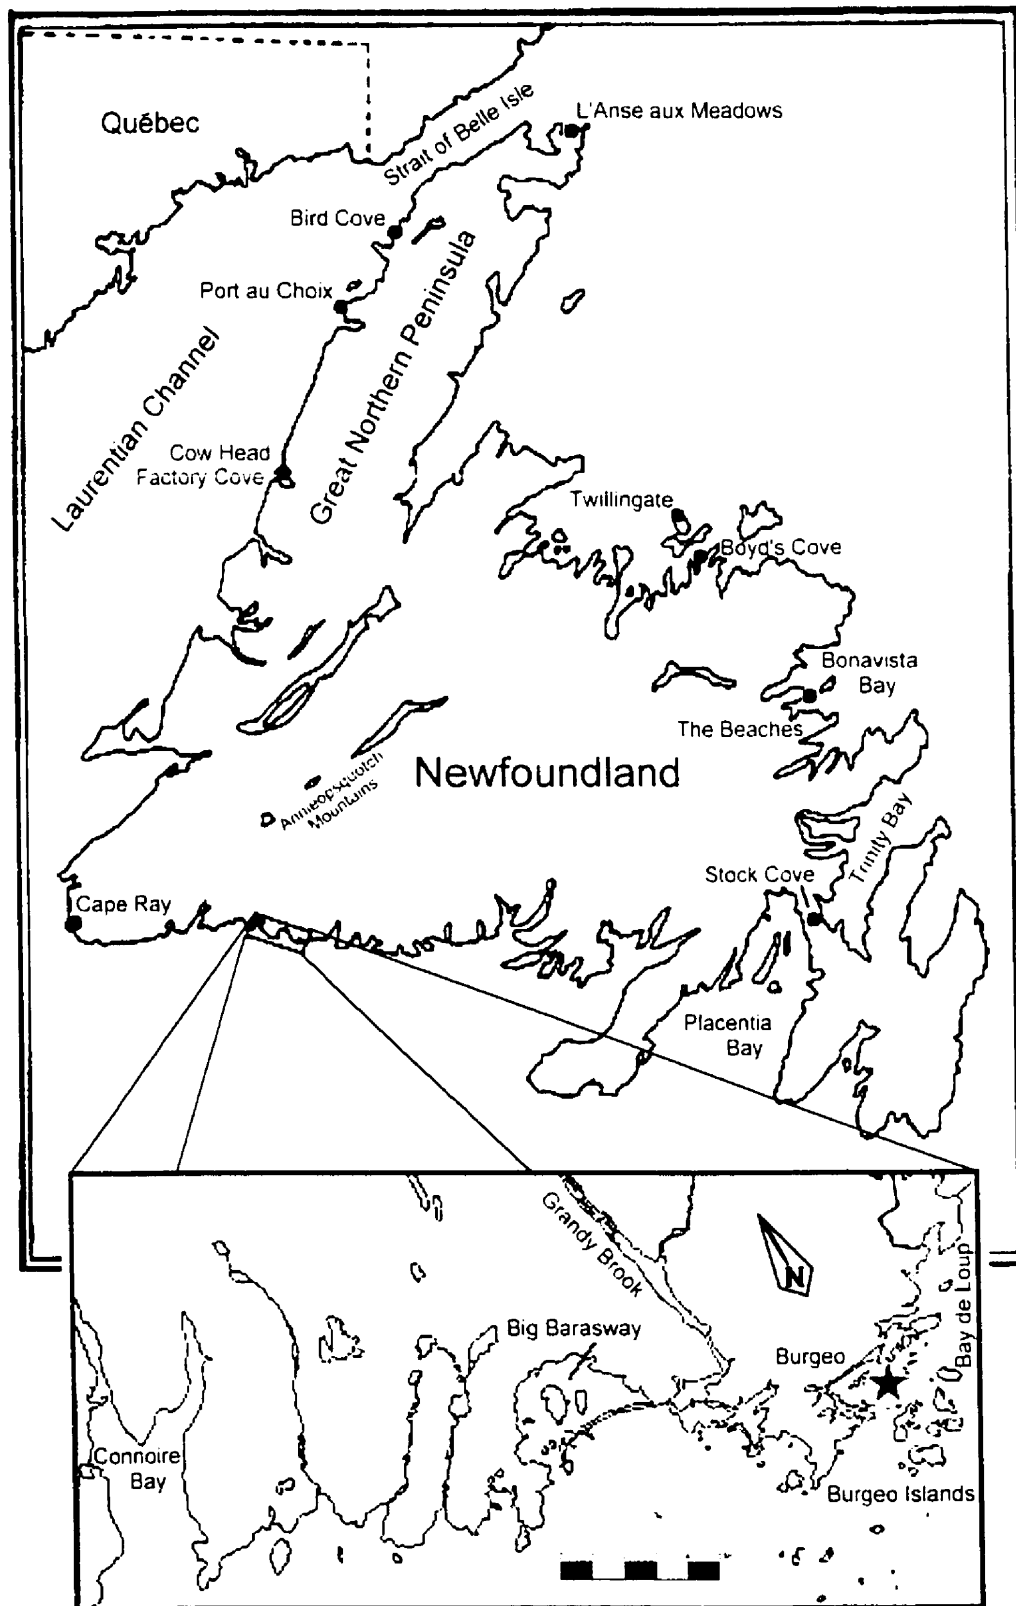 Québec
Strait of Belle Isle
L'Anse aux Meadows
Bird Cove
Port au Choix
Great Northern Peninsula
Laurentian Channel
Cow Head
Factory Cove
Twillingate
Boyd's Cove
Bonavista
Bay
The Beaches
Newfoundland
Annieopsquotch
Mountains
Trinity Bay
Stock Cove
Cape Ray
Placentia
Bay
Grandy Brook
N
Bay de Loup
Big Barasway
Burgeo
Connoire
Bay
Burgeo Islands